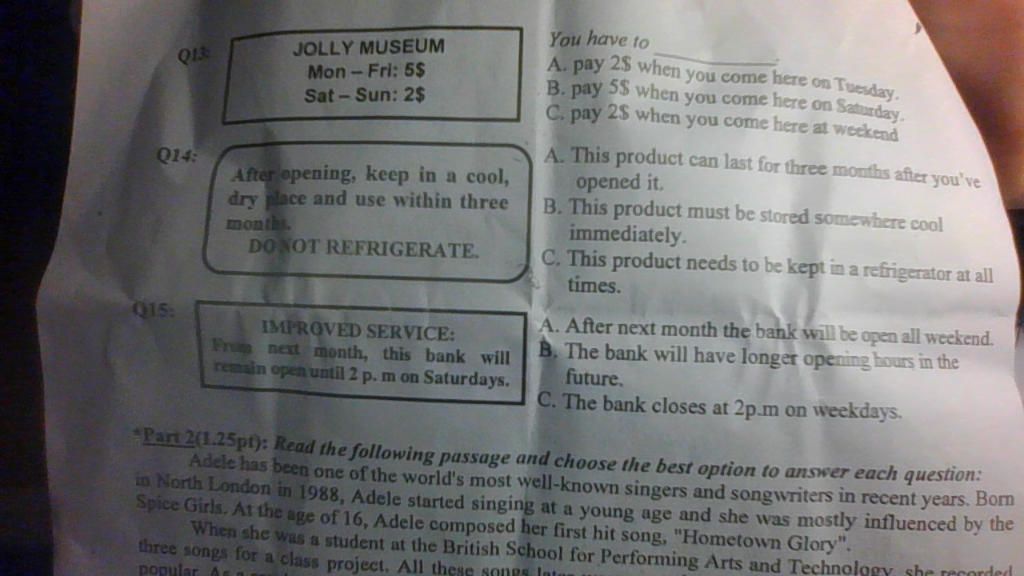 Q13:
JOLLY MUSEUM
Mon – Fri: 5$
Sat – Sun: 2$
You have to ____________.
A. pay 2$ when you come here on Tuesday.
B. pay 5$ when you come here on Saturday.
C. pay 2$ when you come here at weekend
Q14:
After opening, keep in a cool,
dry place and use within three
months.
DO NOT REFRIGERATE.
A. This product can last for three months after you've
opened it.
B. This product must be stored somewhere cool
immediately.
C. This product needs to be kept in a refrigerator at all
times.
Q15:
IMPROVED SERVICE:
From next month, this bank will
remain open until 2 p. m on Saturdays.
A. After next month the bank will be open all weekend.
B. The bank will have longer opening hours in the
future.
C. The bank closes at 2p.m on weekdays.
*Part 2(1.25pt): Read the following passage and choose the best option to answer each question:
Adele has been one of the world's most well-known singers and songwriters in recent years. Born
in North London in 1988, Adele started singing at a young age and she was mostly influenced by the
Spice Girls. At the age of 16, Adele composed her first hit song, "Hometown Glory".
When she was a student at the British School for Performing Arts and Technology, she recorded
three songs for a class project. All these songs later
popular.